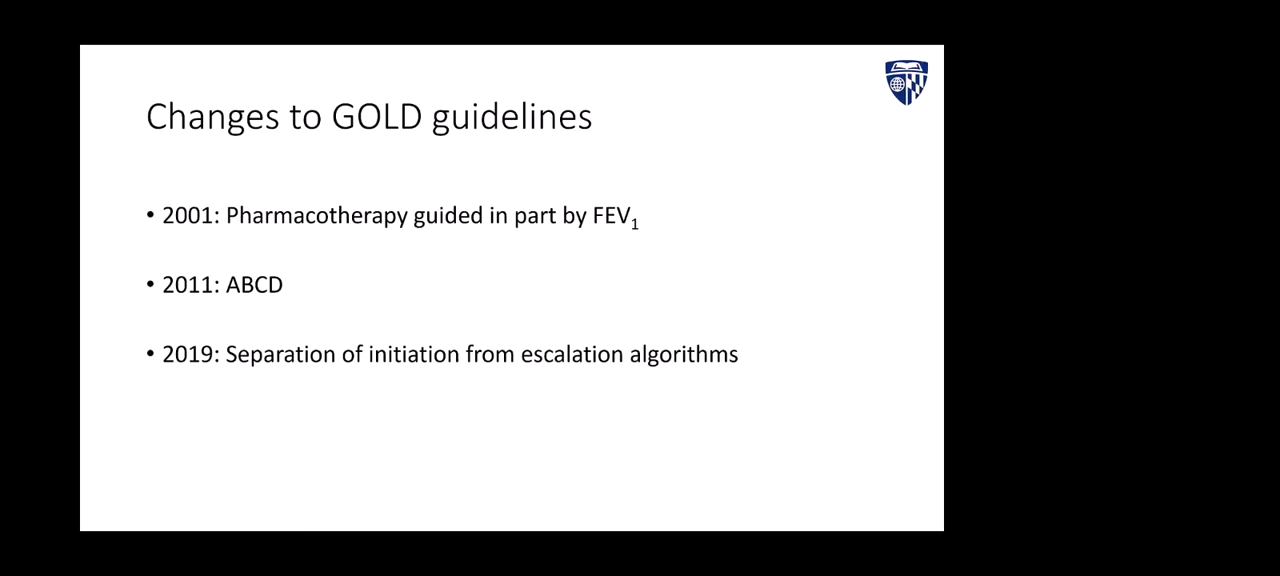 Changes to GOLD guidelines
• 2001: Pharmacotherapy guided in part by FEV₁
• 2011: ABCD
• 2019: Separation of initiation from escalation algorithms